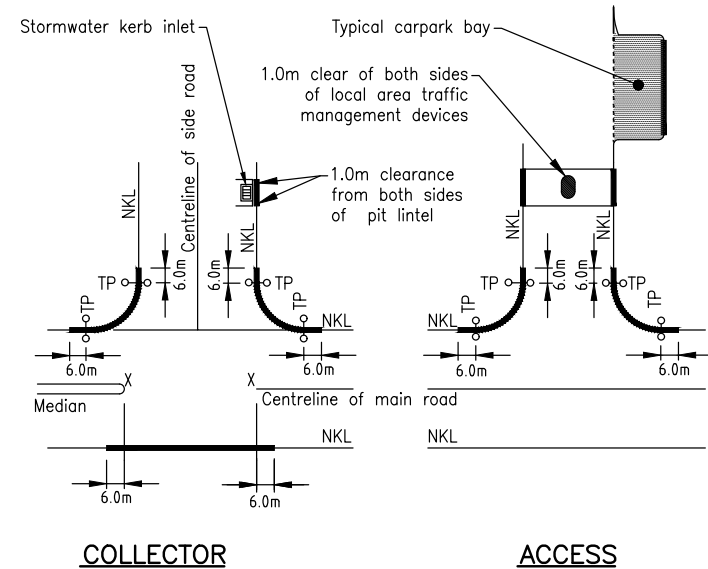 Stormwater kerb inlet
Typical carpark bay
1.0m clear of both sides
of local area traffic
management devices
Centreline of side road
1.0m clearance
from both sides
of pit lintel
NKL
NKL
NKL
NKL
6.0m
6.0m
6.0m
6.0m
TP
TP
TP
TP
TP
TP
TP
TP
NKL
NKL
6.0m
6.0m
6.0m
6.0m
X
X
Median
Centreline of main road
NKL
NKL
6.0m
6.0m
COLLECTOR
ACCESS